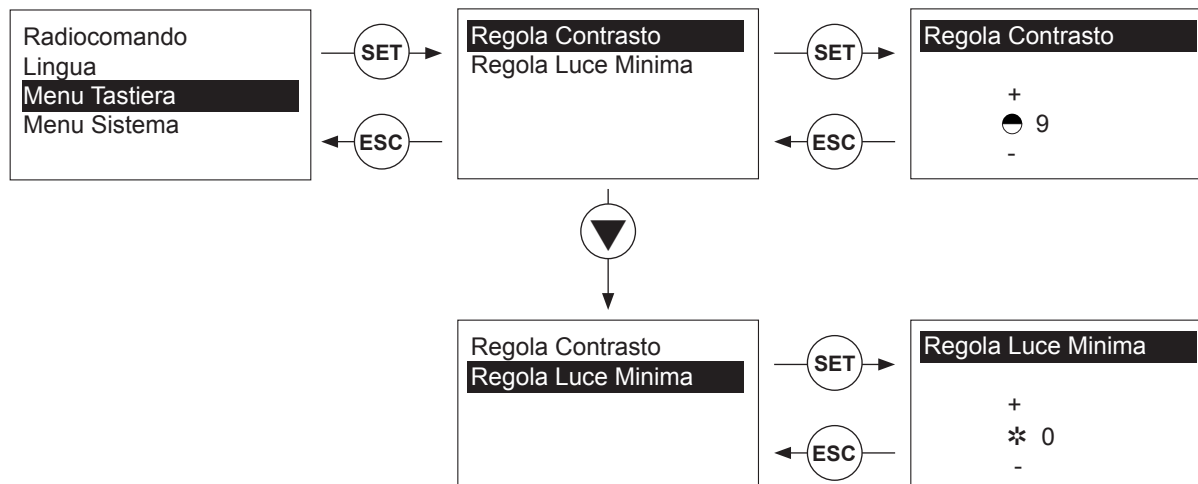 Radiocomando
Lingua
Menu Tastiera
Menu Sistema
SET
ESC
Regola Contrasto
Regola Luce Minima
SET
ESC
Regola Contrasto
+
9
-
Regola Contrasto
Regola Luce Minima
SET
ESC
Regola Luce Minima
+
✲ 0
-